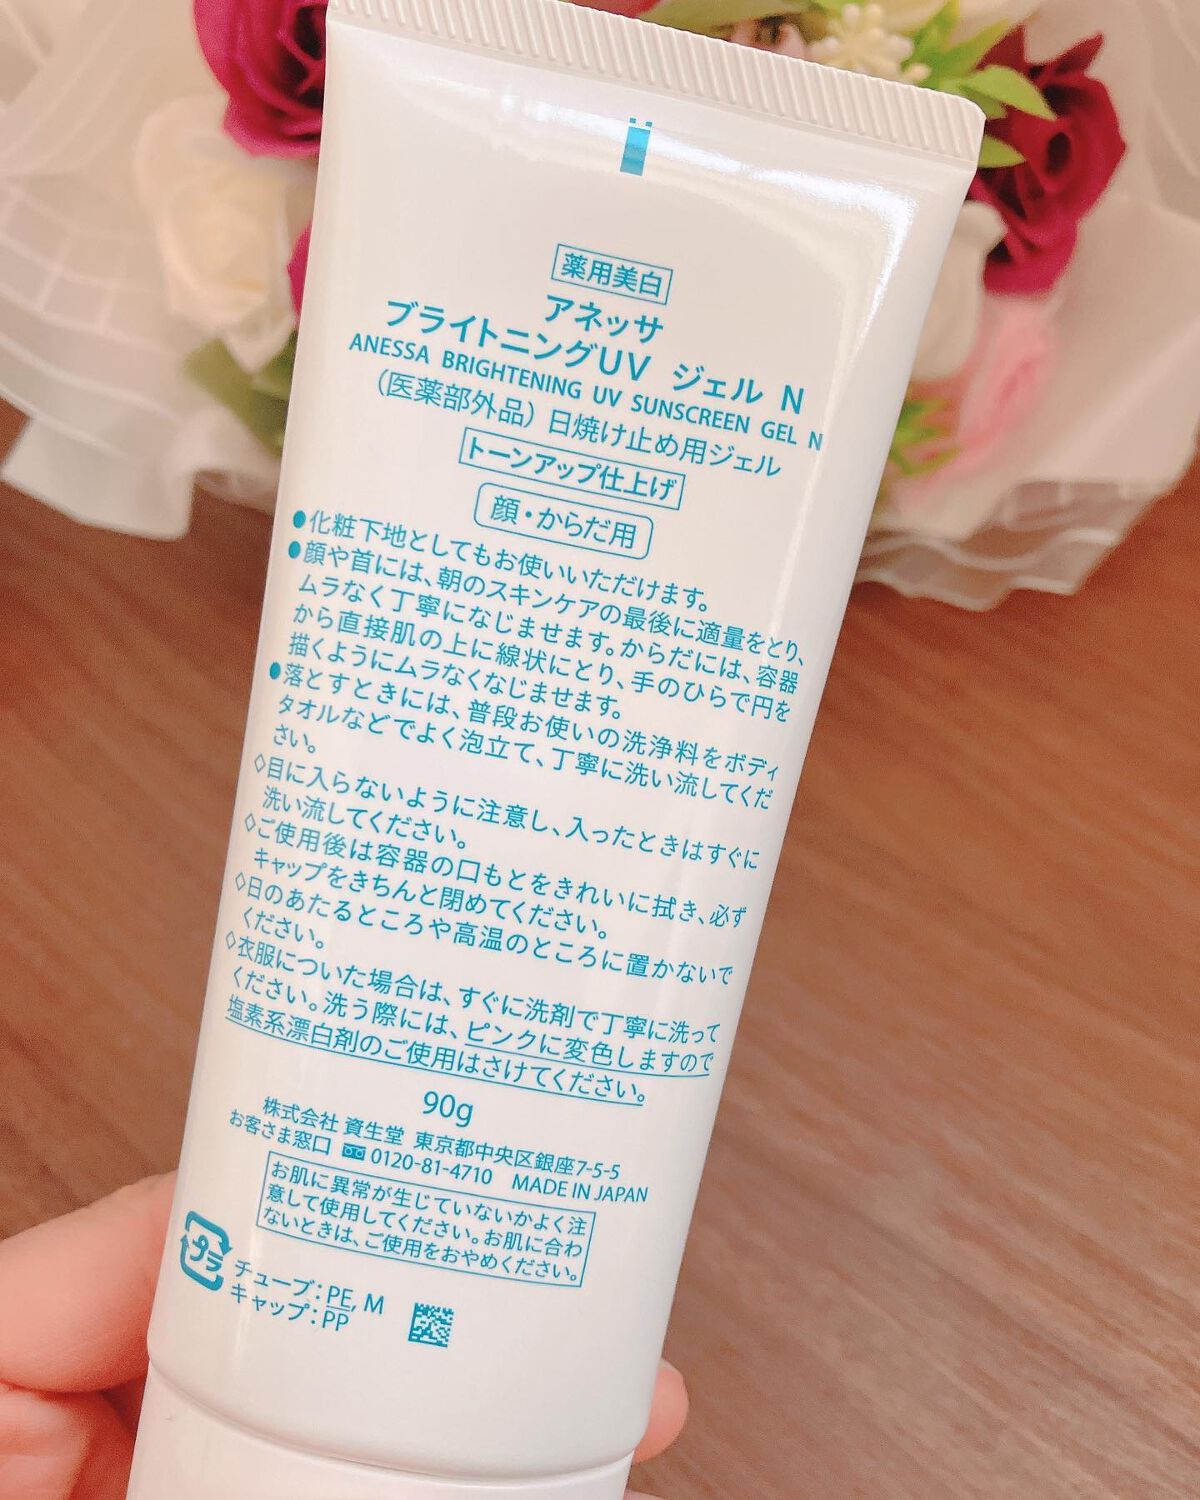 薬用美白
アネッサ
ブライトニングUV ジェル N
ANESSA BRIGHTENING UV SUNSCREEN GEL N
(医薬部外品) 日焼け止め用ジェル
トーンアップ仕上げ
顔・からだ用
●化粧下地としてもお使いいただけます。
●顔や首には、朝のスキンケアの最後に適量をとり、
ムラなく丁寧になじませます。からだには、容器
から直接肌の上に線状にとり、手のひらで円を
描くようにムラなくなじませます。
●落とすときには、普段お使いの洗浄料をボディ
タオルなどでよく泡立て、丁寧に洗い流してくだ
さい。
◇目に入らないように注意し、入ったときはすぐに
洗い流してください。
◇ご使用後は容器の口もとをきれいに拭き、必ず
キャップをきちんと閉めてください。
◇日のあたるところや高温のところに置かないで
ください。
◇衣服についた場合は、すぐに洗剤で丁寧に洗って
ください。洗う際には、ピンクに変色しますので
塩素系漂白剤のご使用はさけてください。
90g
株式会社 資生堂 東京都中央区銀座7-5-5
お客さま窓口 0120-81-4710 MADE IN JAPAN
お肌に異常が生じていないかよく注
意して使用してください。お肌に合わ
ないときは、ご使用をおやめください。
プラ
チューブ:PE, M
キャップ:PP